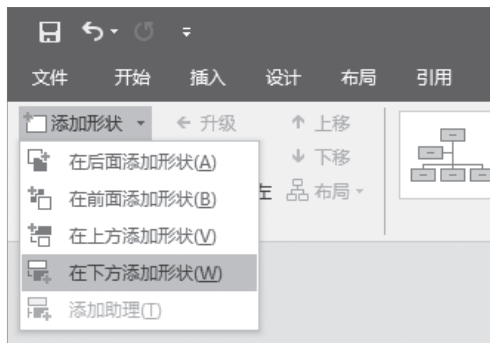 文件 开始 插入 设计 布局 引用
添加形状 升级 上移
在后面添加形状(A) 下移
在前面添加形状(B) 左 布局
在上方添加形状(V)
在下方添加形状(W)
添加助理(T)